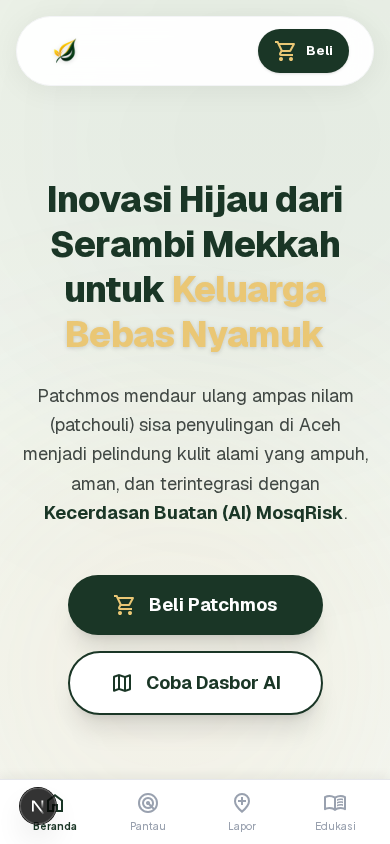 Beli
Inovasi Hijau dari
Serambi Mekkah
untuk Keluarga
Bebas Nyamuk
Patchmos mendaur ulang ampas nilam
(patchouli) sisa penyulingan di Aceh
menjadi pelindung kulit alami yang ampuh,
aman, dan terintegrasi dengan
Kecerdasan Buatan (AI) MosqRisk.
Beli Patchmos
Coba Dasbor AI
N
Beranda
Pantau
Lapor
Edukasi